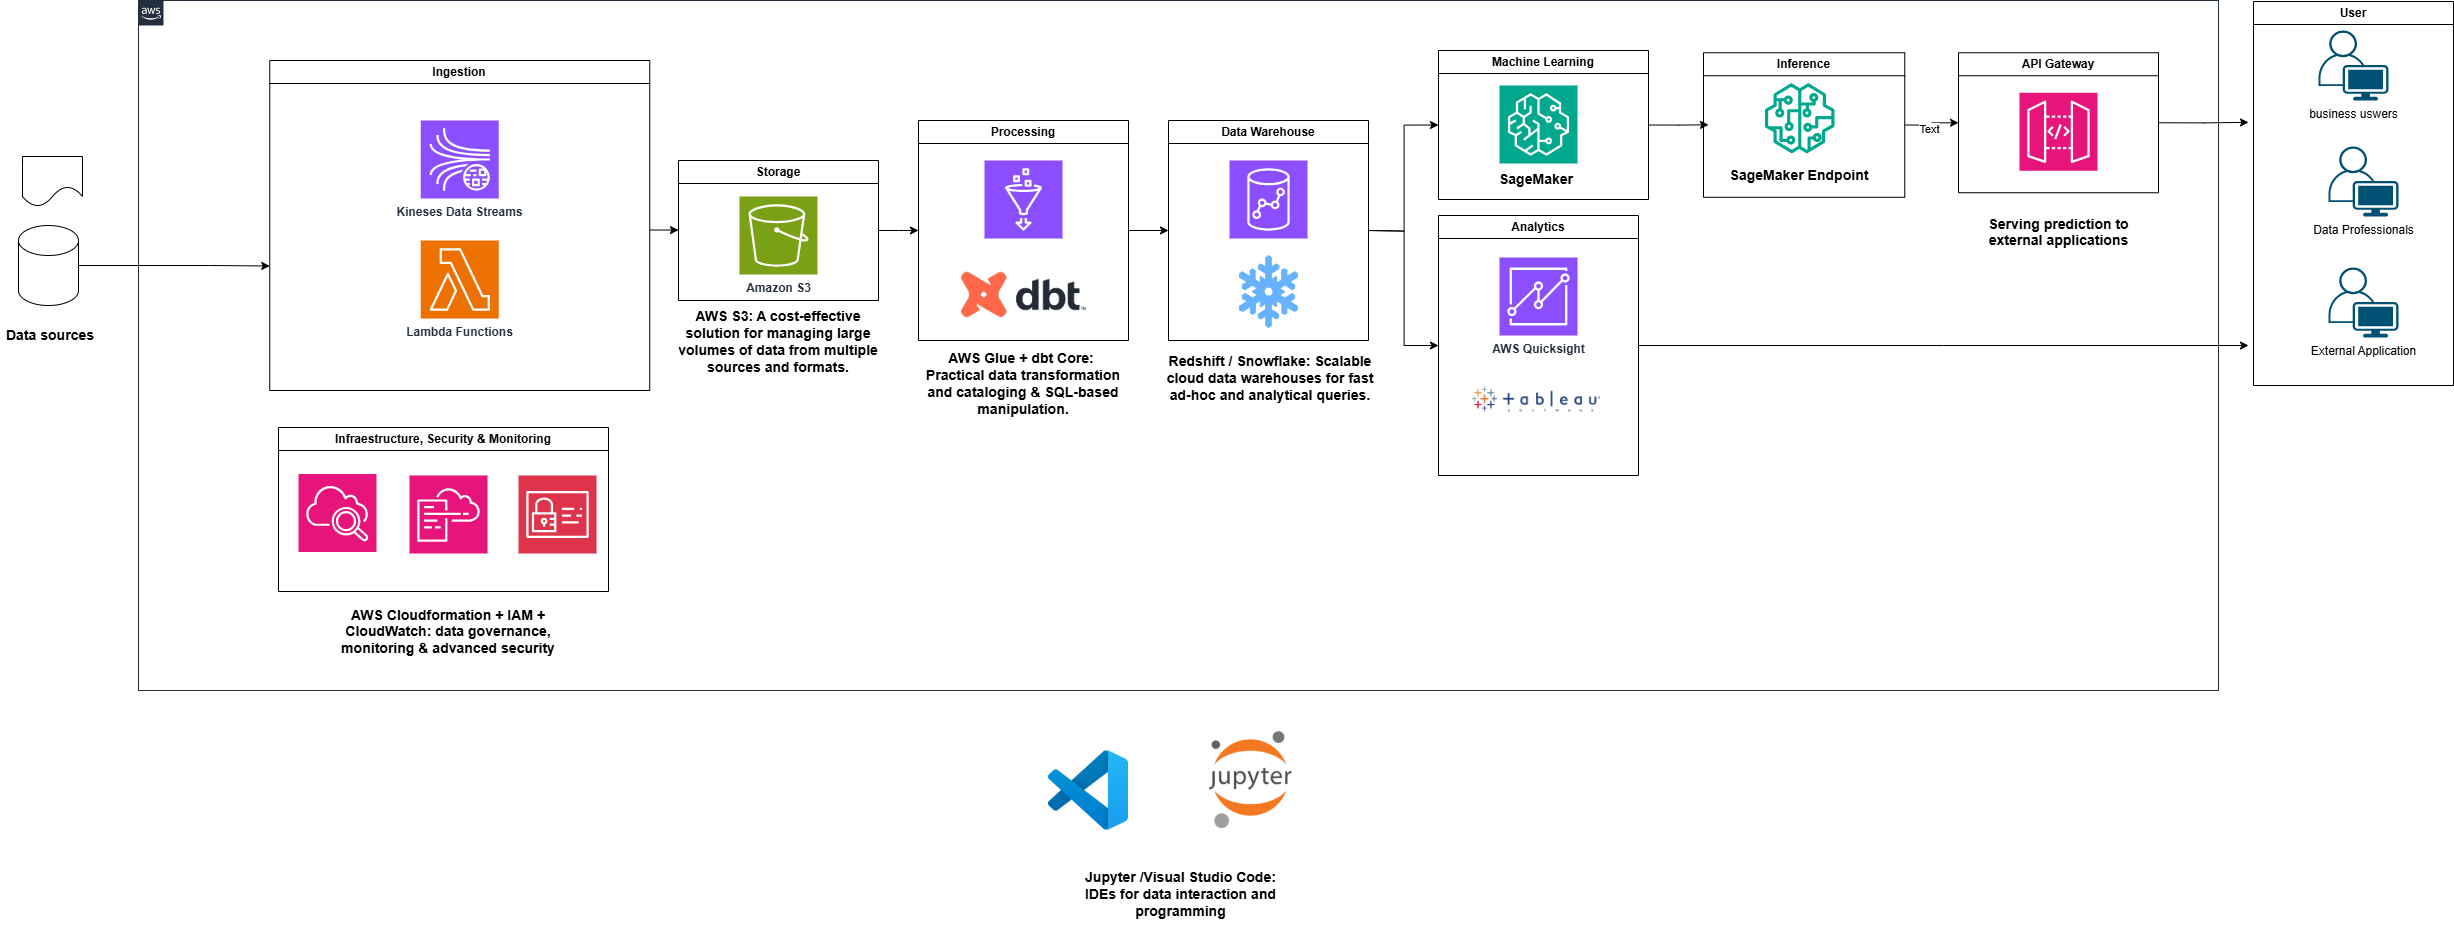 aws
User
Ingestion
Machine Learning
Inference
API Gateway
business uswers
Processing
Data Warehouse
Text
Storage
SageMaker
SageMaker Endpoint
Kineses Data Streams
Serving prediction to
external applications
Data Professionals
Analytics
Amazon S3
dbt
Lambda Functions
Data sources
AWS S3: A cost-effective
solution for managing large
volumes of data from multiple
sources and formats.
AWS Glue + dbt Core:
Practical data transformation
and cataloging & SQL-based
manipulation.
Redshift / Snowflake: Scalable
cloud data warehouses for fast
ad-hoc and analytical queries.
AWS Quicksight
External Application
tableau
SOFTWARE
Infraestructure, Security & Monitoring
AWS Cloudformation + IAM +
CloudWatch: data governance,
monitoring & advanced security
jupyter
Jupyter /Visual Studio Code:
IDEs for data interaction and
programming